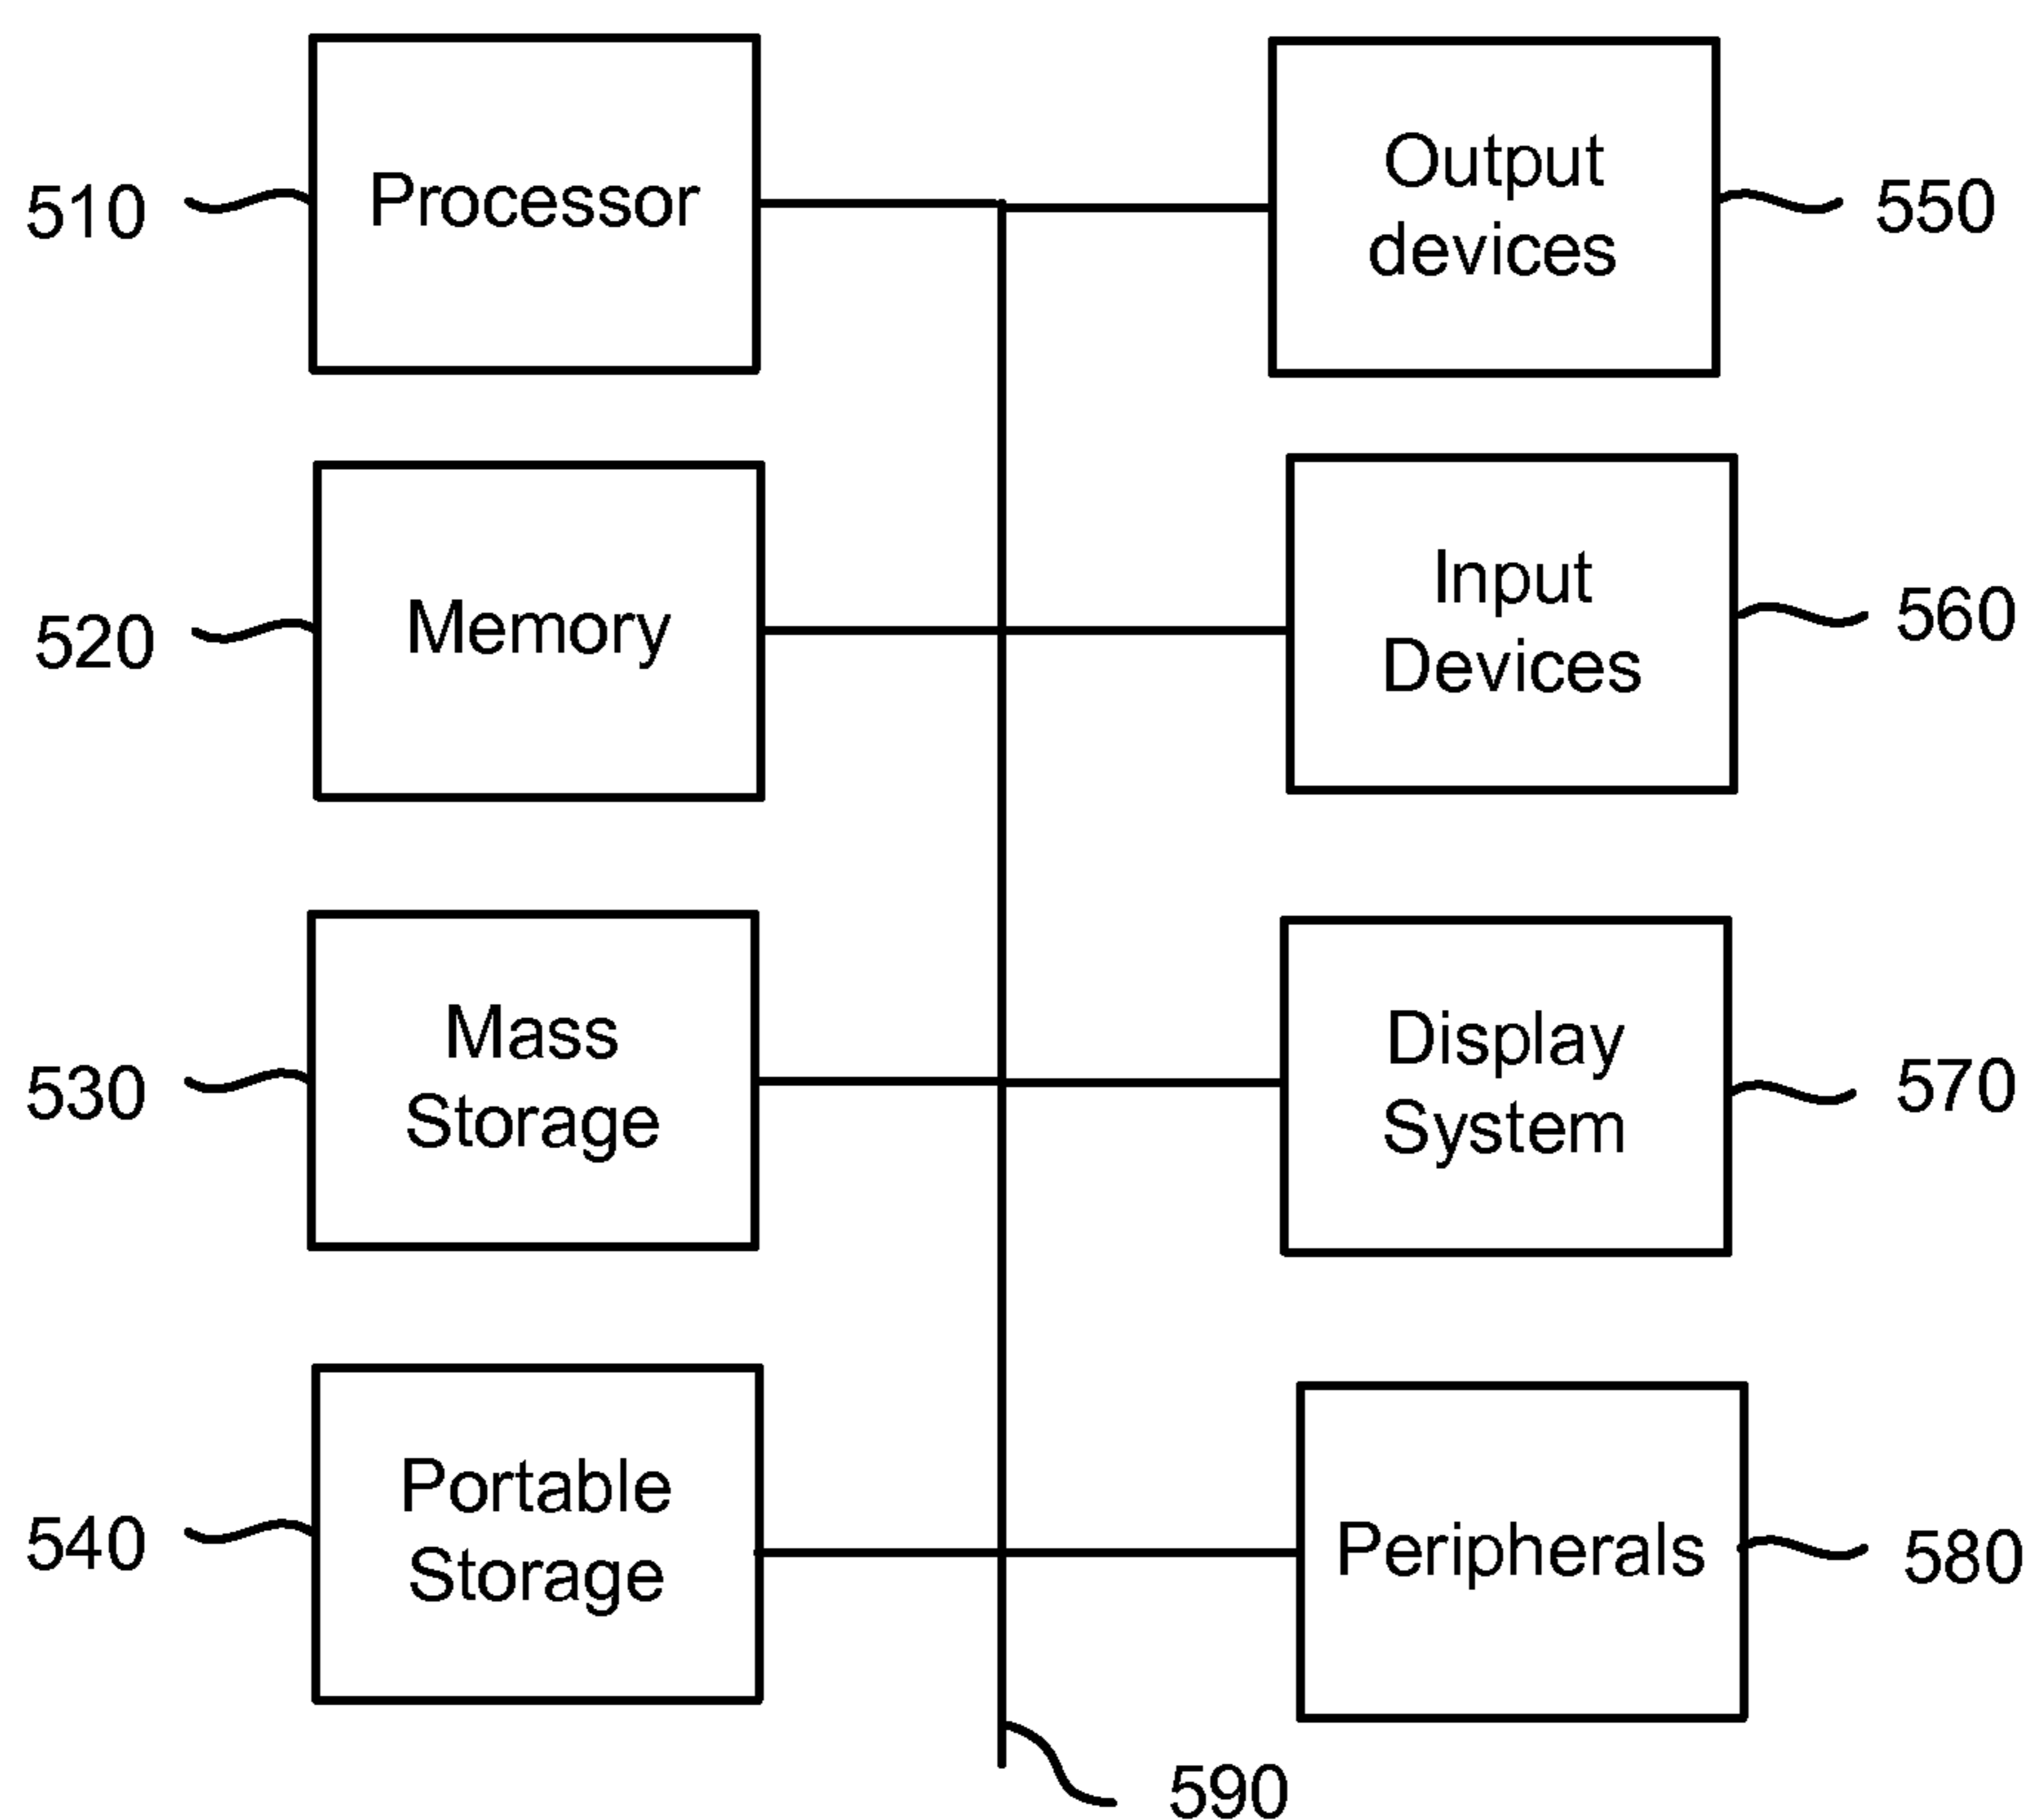 510
Processor
Output
devices
550
520
Memory
Input
Devices
560
530
Mass
Storage
Display
System
570
540
Portable
Storage
Peripherals
580
590